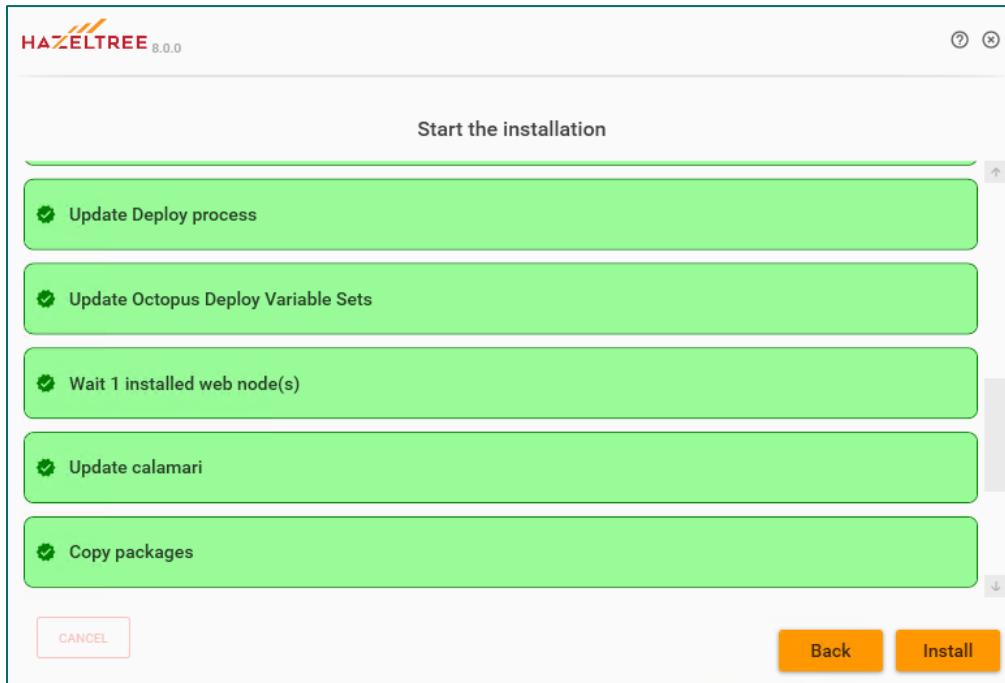 HAZELTREE 8.0.0
Start the installation
Update Deploy process
Update Octopus Deploy Variable Sets
Wait 1 installed web node(s)
Update calamari
Copy packages
CANCEL
Back
Install